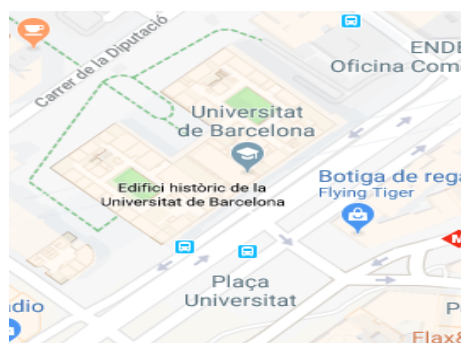 Carrer de la Diputació
ENDE
Oficina Com
Universitat
de Barcelona
Edifici històric de la
Universitat de Barcelona
Botiga de rega
Flying Tiger
M
Plaça
Universitat
adio
P
Flax&